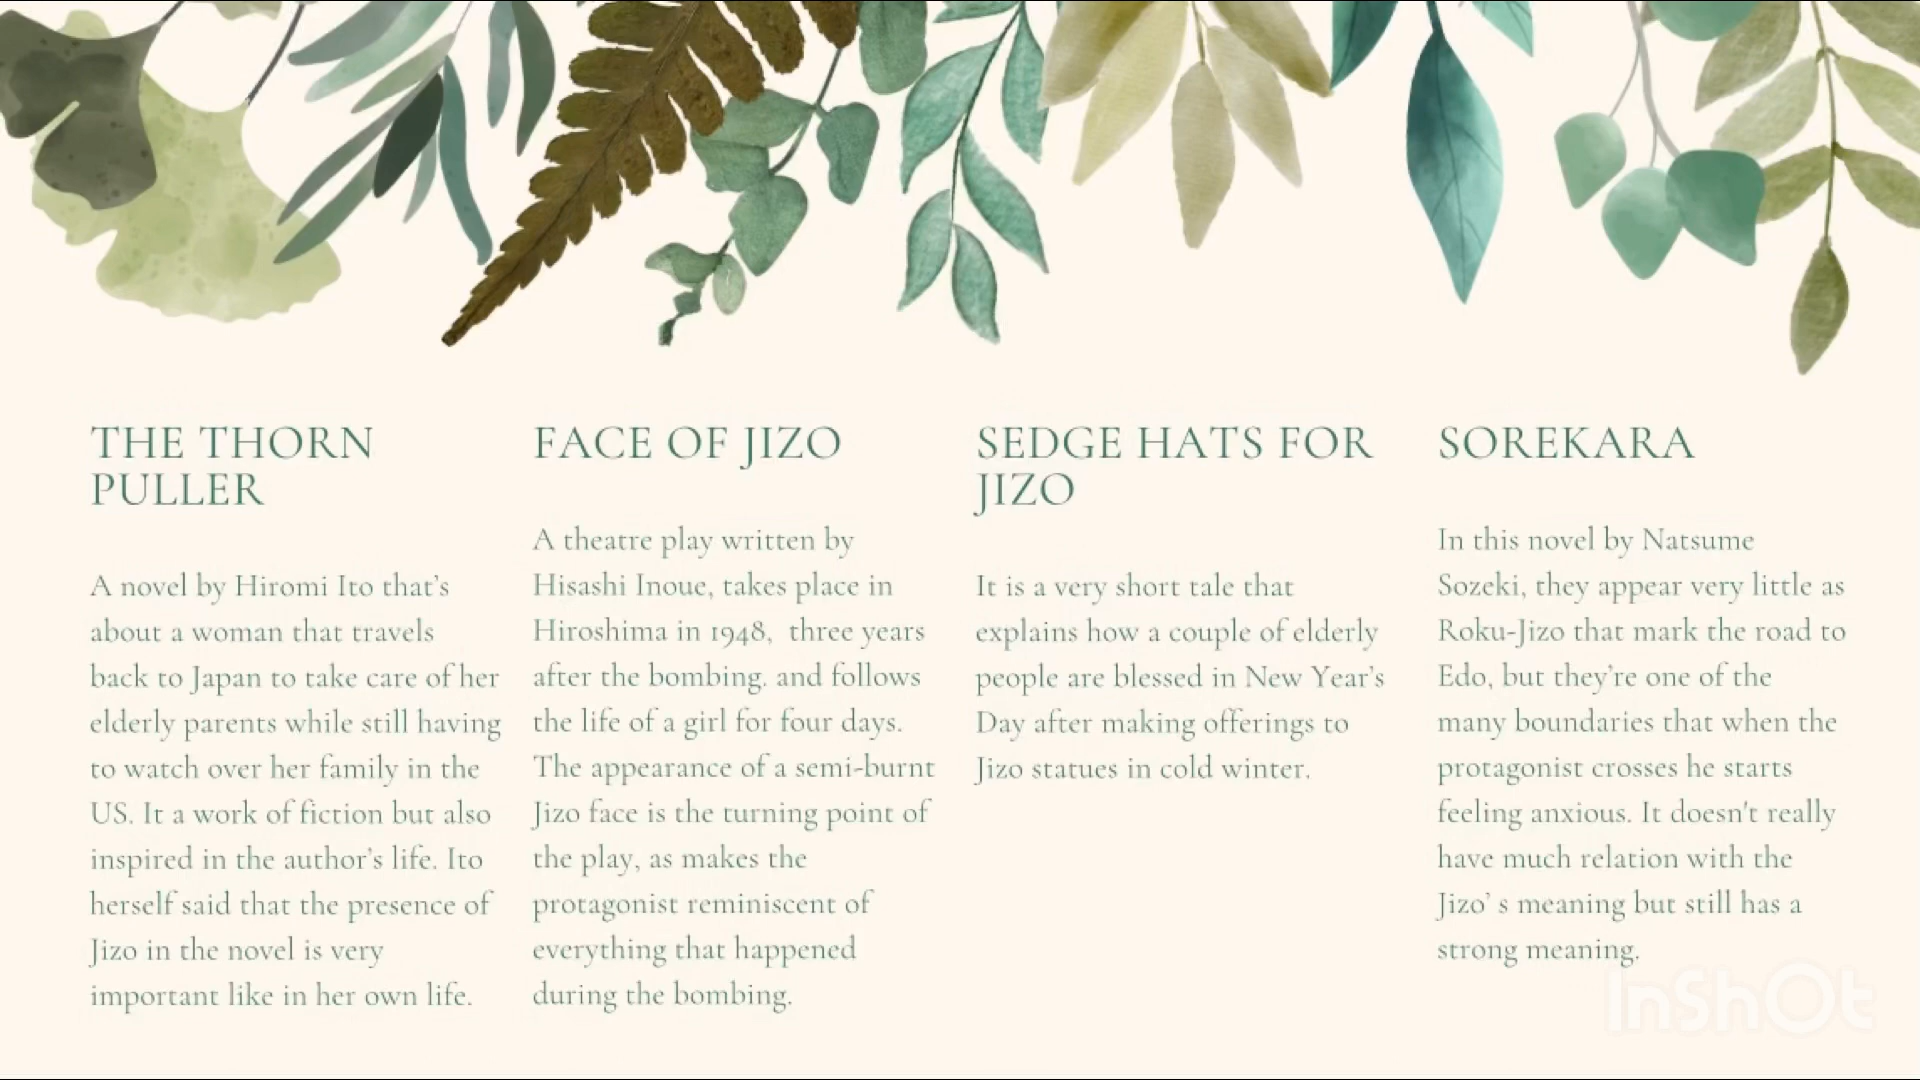 THE THORN
PULLER
A novel by Hiromi Ito that's
about a woman that travels
back to Japan to take care of her
elderly parents while still having
to watch over her family in the
US. It a work of fiction but also
inspired in the author's life. Ito
herself said that the presence of
Jizo in the novel is very
important like in her own life.
FACE OF JIZO
A theatre play written by
Hisashi Inoue, takes place in
Hiroshima in 1948,  three years
after the bombing. and follows
the life of a girl for four days.
The appearance of a semi-burnt
Jizo face is the turning point of
the play, as makes the
protagonist reminiscent of
everything that happened
during the bombing.
SEDGE HATS FOR
JIZO
It is a very short tale that
explains how a couple of elderly
people are blessed in New Year's
Day after making offerings to
Jizo statues in cold winter.
SOREKARA
In this novel by Natsume
Sozeki, they appear very little as
Roku-Jizo that mark the road to
Edo, but they're one of the
many boundaries that when the
protagonist crosses he starts
feeling anxious. It doesn't really
have much relation with the
Jizo' s meaning but still has a
strong meaning.
InShOt